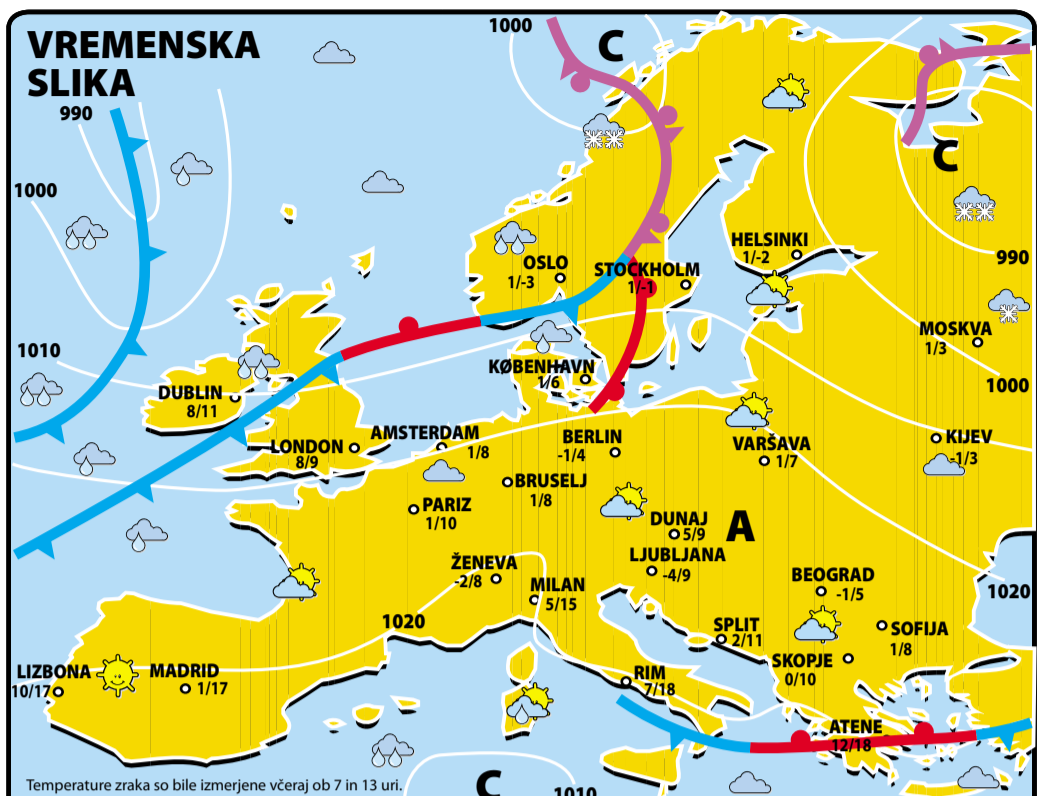 VREMENSKA
SLIKA
1000
C
990
1000
C
HELSINKI
1/-2
990
OSLO
1/-3
STOCKHOLM
1/-1
MOSKVA
1/3
1010
KØBENHAVN
1/6
1000
DUBLIN
8/11
LONDON
8/9
AMSTERDAM
1/8
BERLIN
-1/4
VARŠAVA
1/7
KIJEV
-1/3
BRUSELJ
1/8
PARIZ
1/10
DUNAJ
5/9
A
LJUBLJANA
-4/9
ŽENEVA
-2/8
MILAN
5/15
BEOGRAD
-1/5
1020
1020
SPLIT
2/11
SOFIJA
1/8
SKOPJE
0/10
LIZBONA
10/17
MADRID
1/17
RIM
7/18
ATENE
12/18
Temperature zraka so bile izmerjene včeraj ob 7 in 13 uri.
C
1010